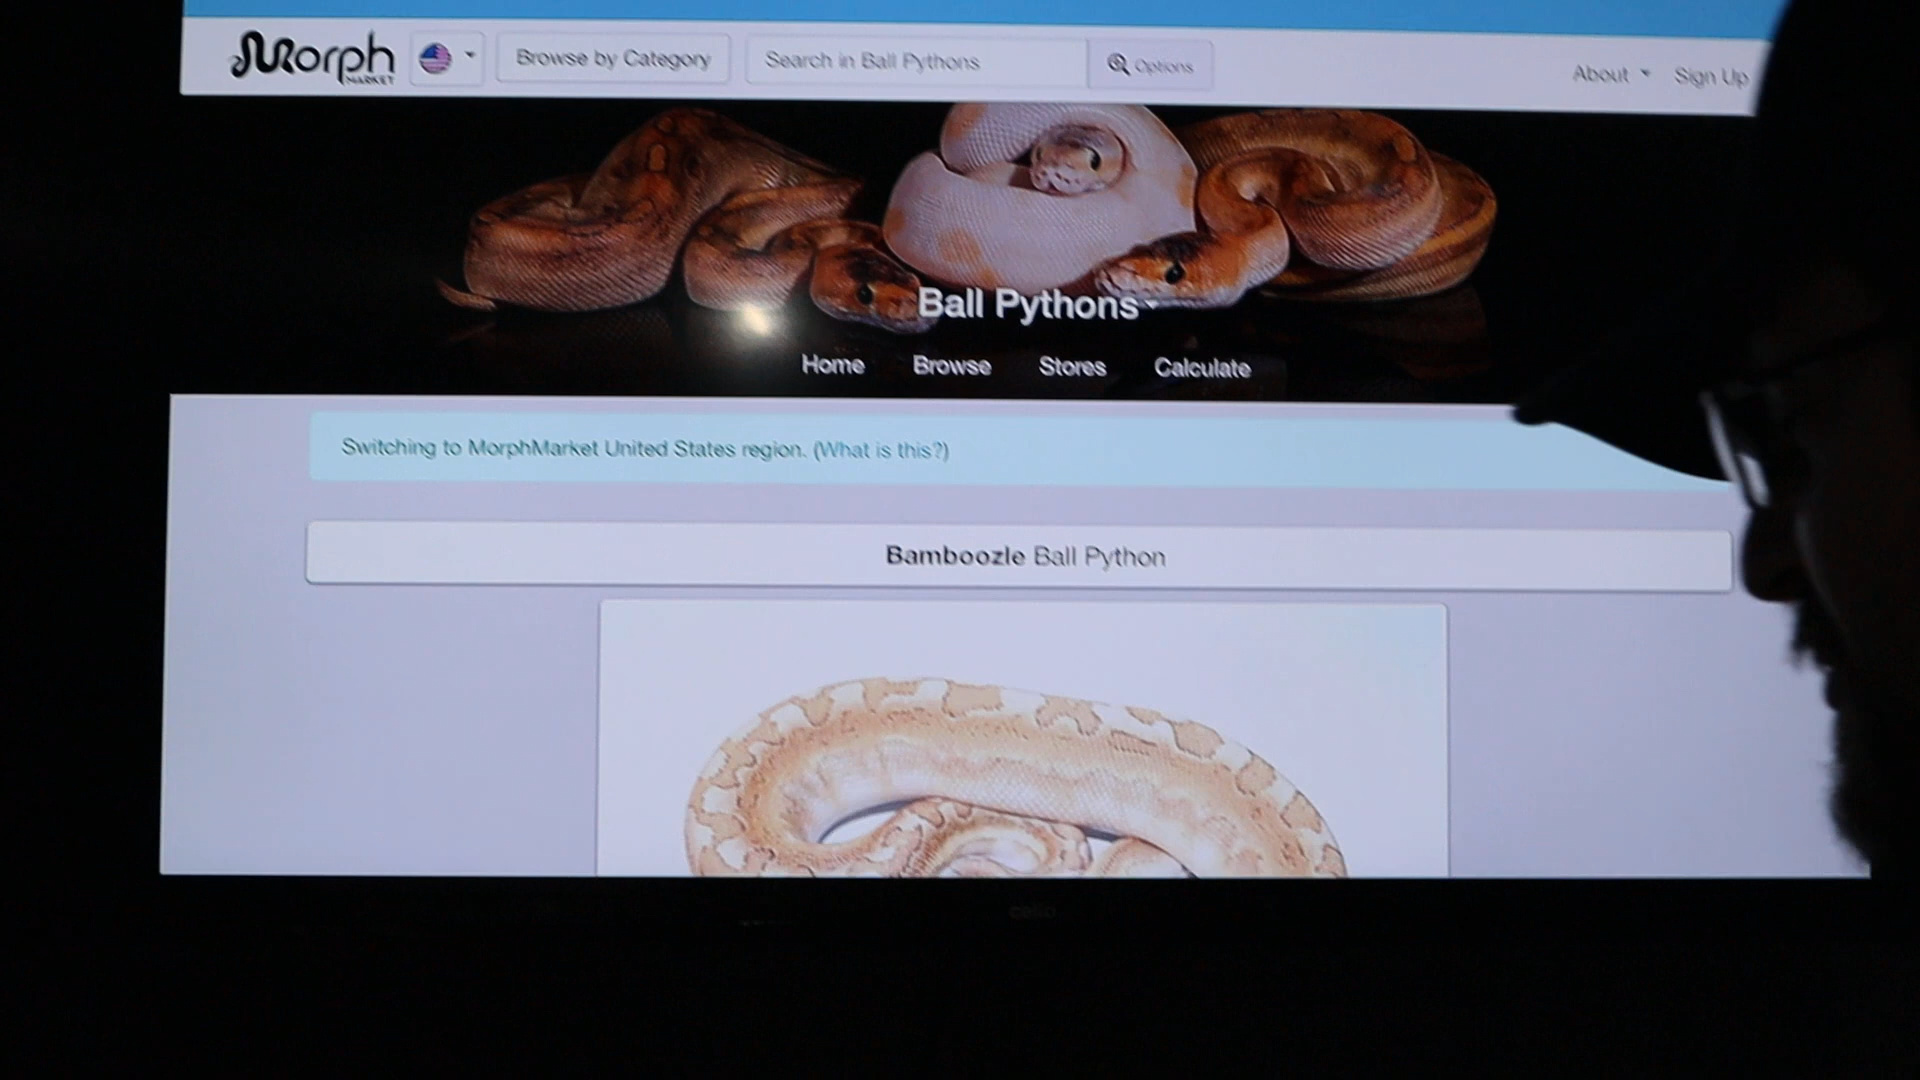 Morph
MARKET
Browse by Category
Search in Ball Pythons
Options
About
Sign Up
Ball Pythons
Home Browse Stores Calculate
Switching to MorphMarket United States region. (What is this?)
Bamboozle Ball Python
cello